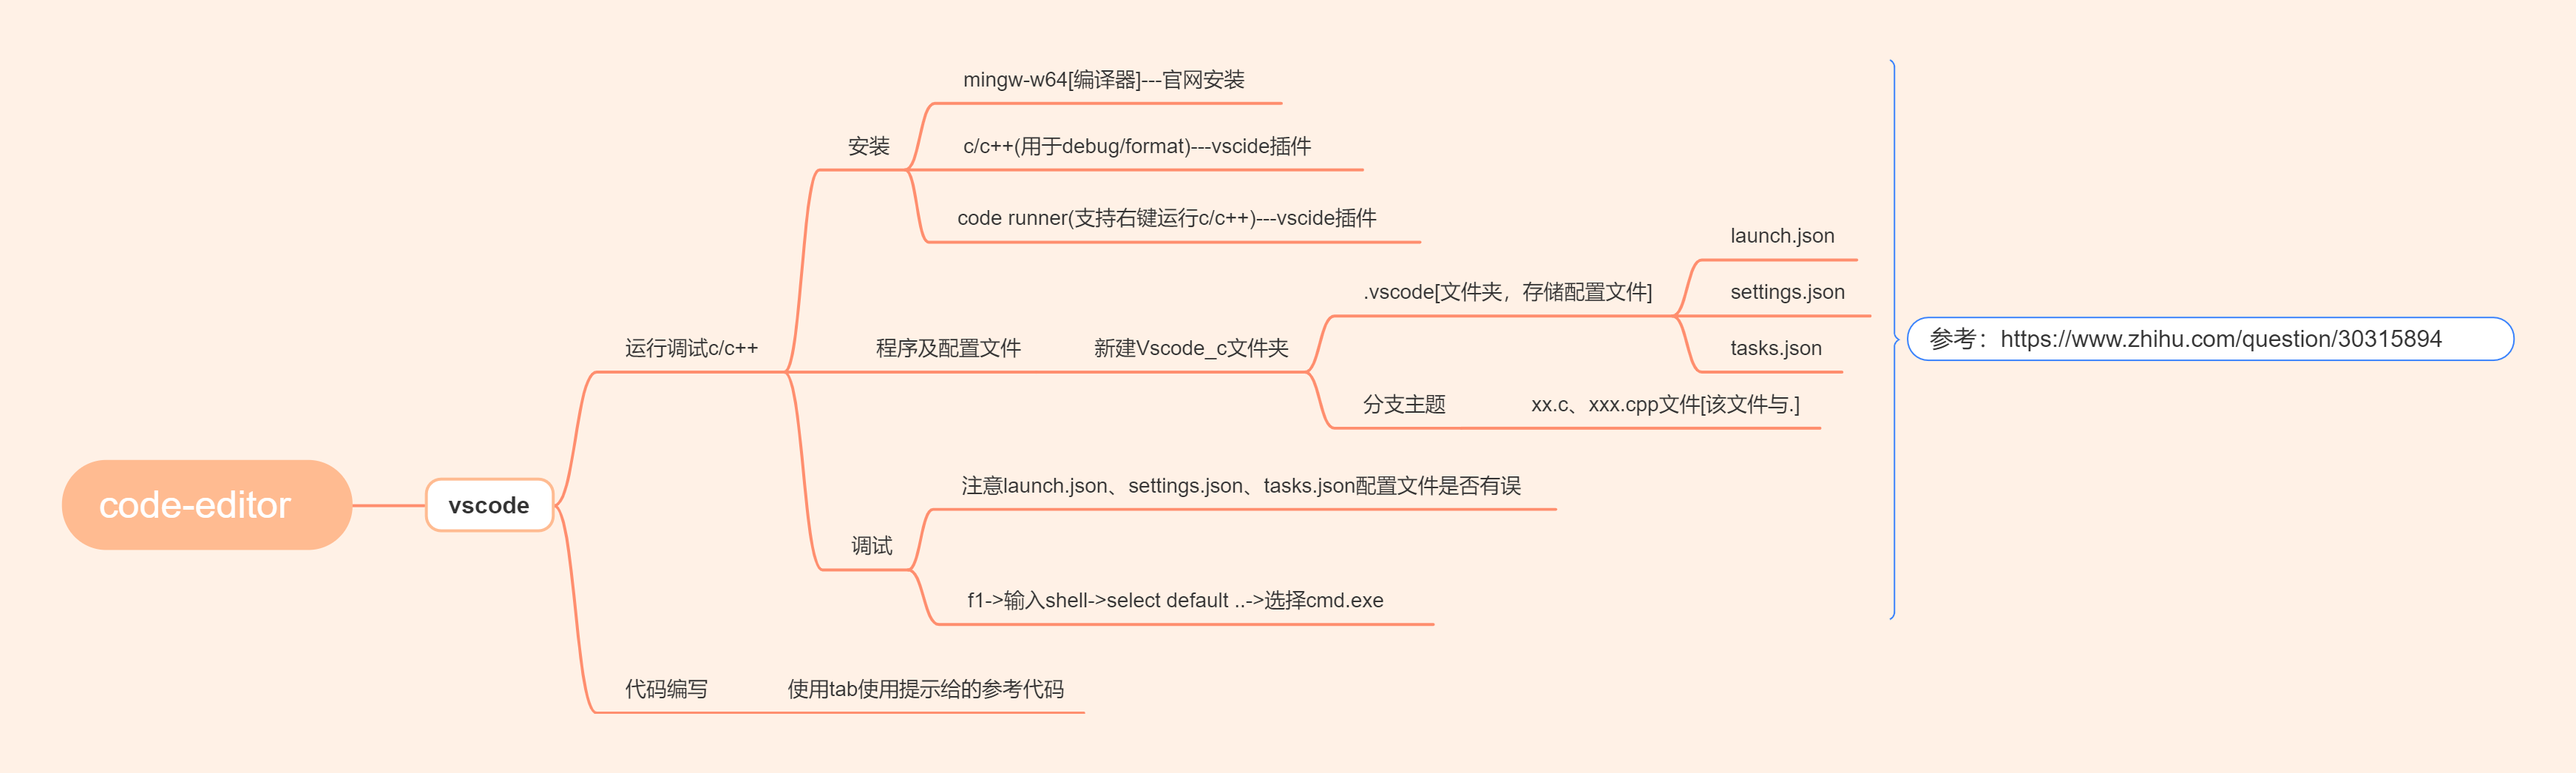 code-editor
vscode
运行调试c/c++
安装
mingw-w64[编译器]---官网安装
c/c++(用于debug/format)---vscide插件
code runner(支持右键运行c/c++)---vscide插件
程序及配置文件
新建Vscode_c文件夹
.vscode[文件夹，存储配置文件]
launch.json
settings.json
tasks.json
分支主题
xx.c、xxx.cpp文件[该文件与.]
调试
注意launch.json、settings.json、tasks.json配置文件是否有误
f1->输入shell->select default ..->选择cmd.exe
代码编写
使用tab使用提示给的参考代码
参考：https://www.zhihu.com/question/30315894